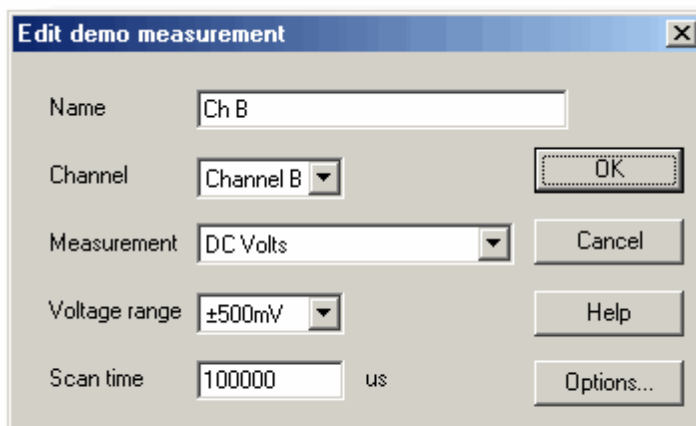 Edit demo measurement
Name
Ch B
Channel
Channel B
OK
Measurement
DC Volts
Cancel
Voltage range
±500mV
Help
Scan time
100000
us
Options...